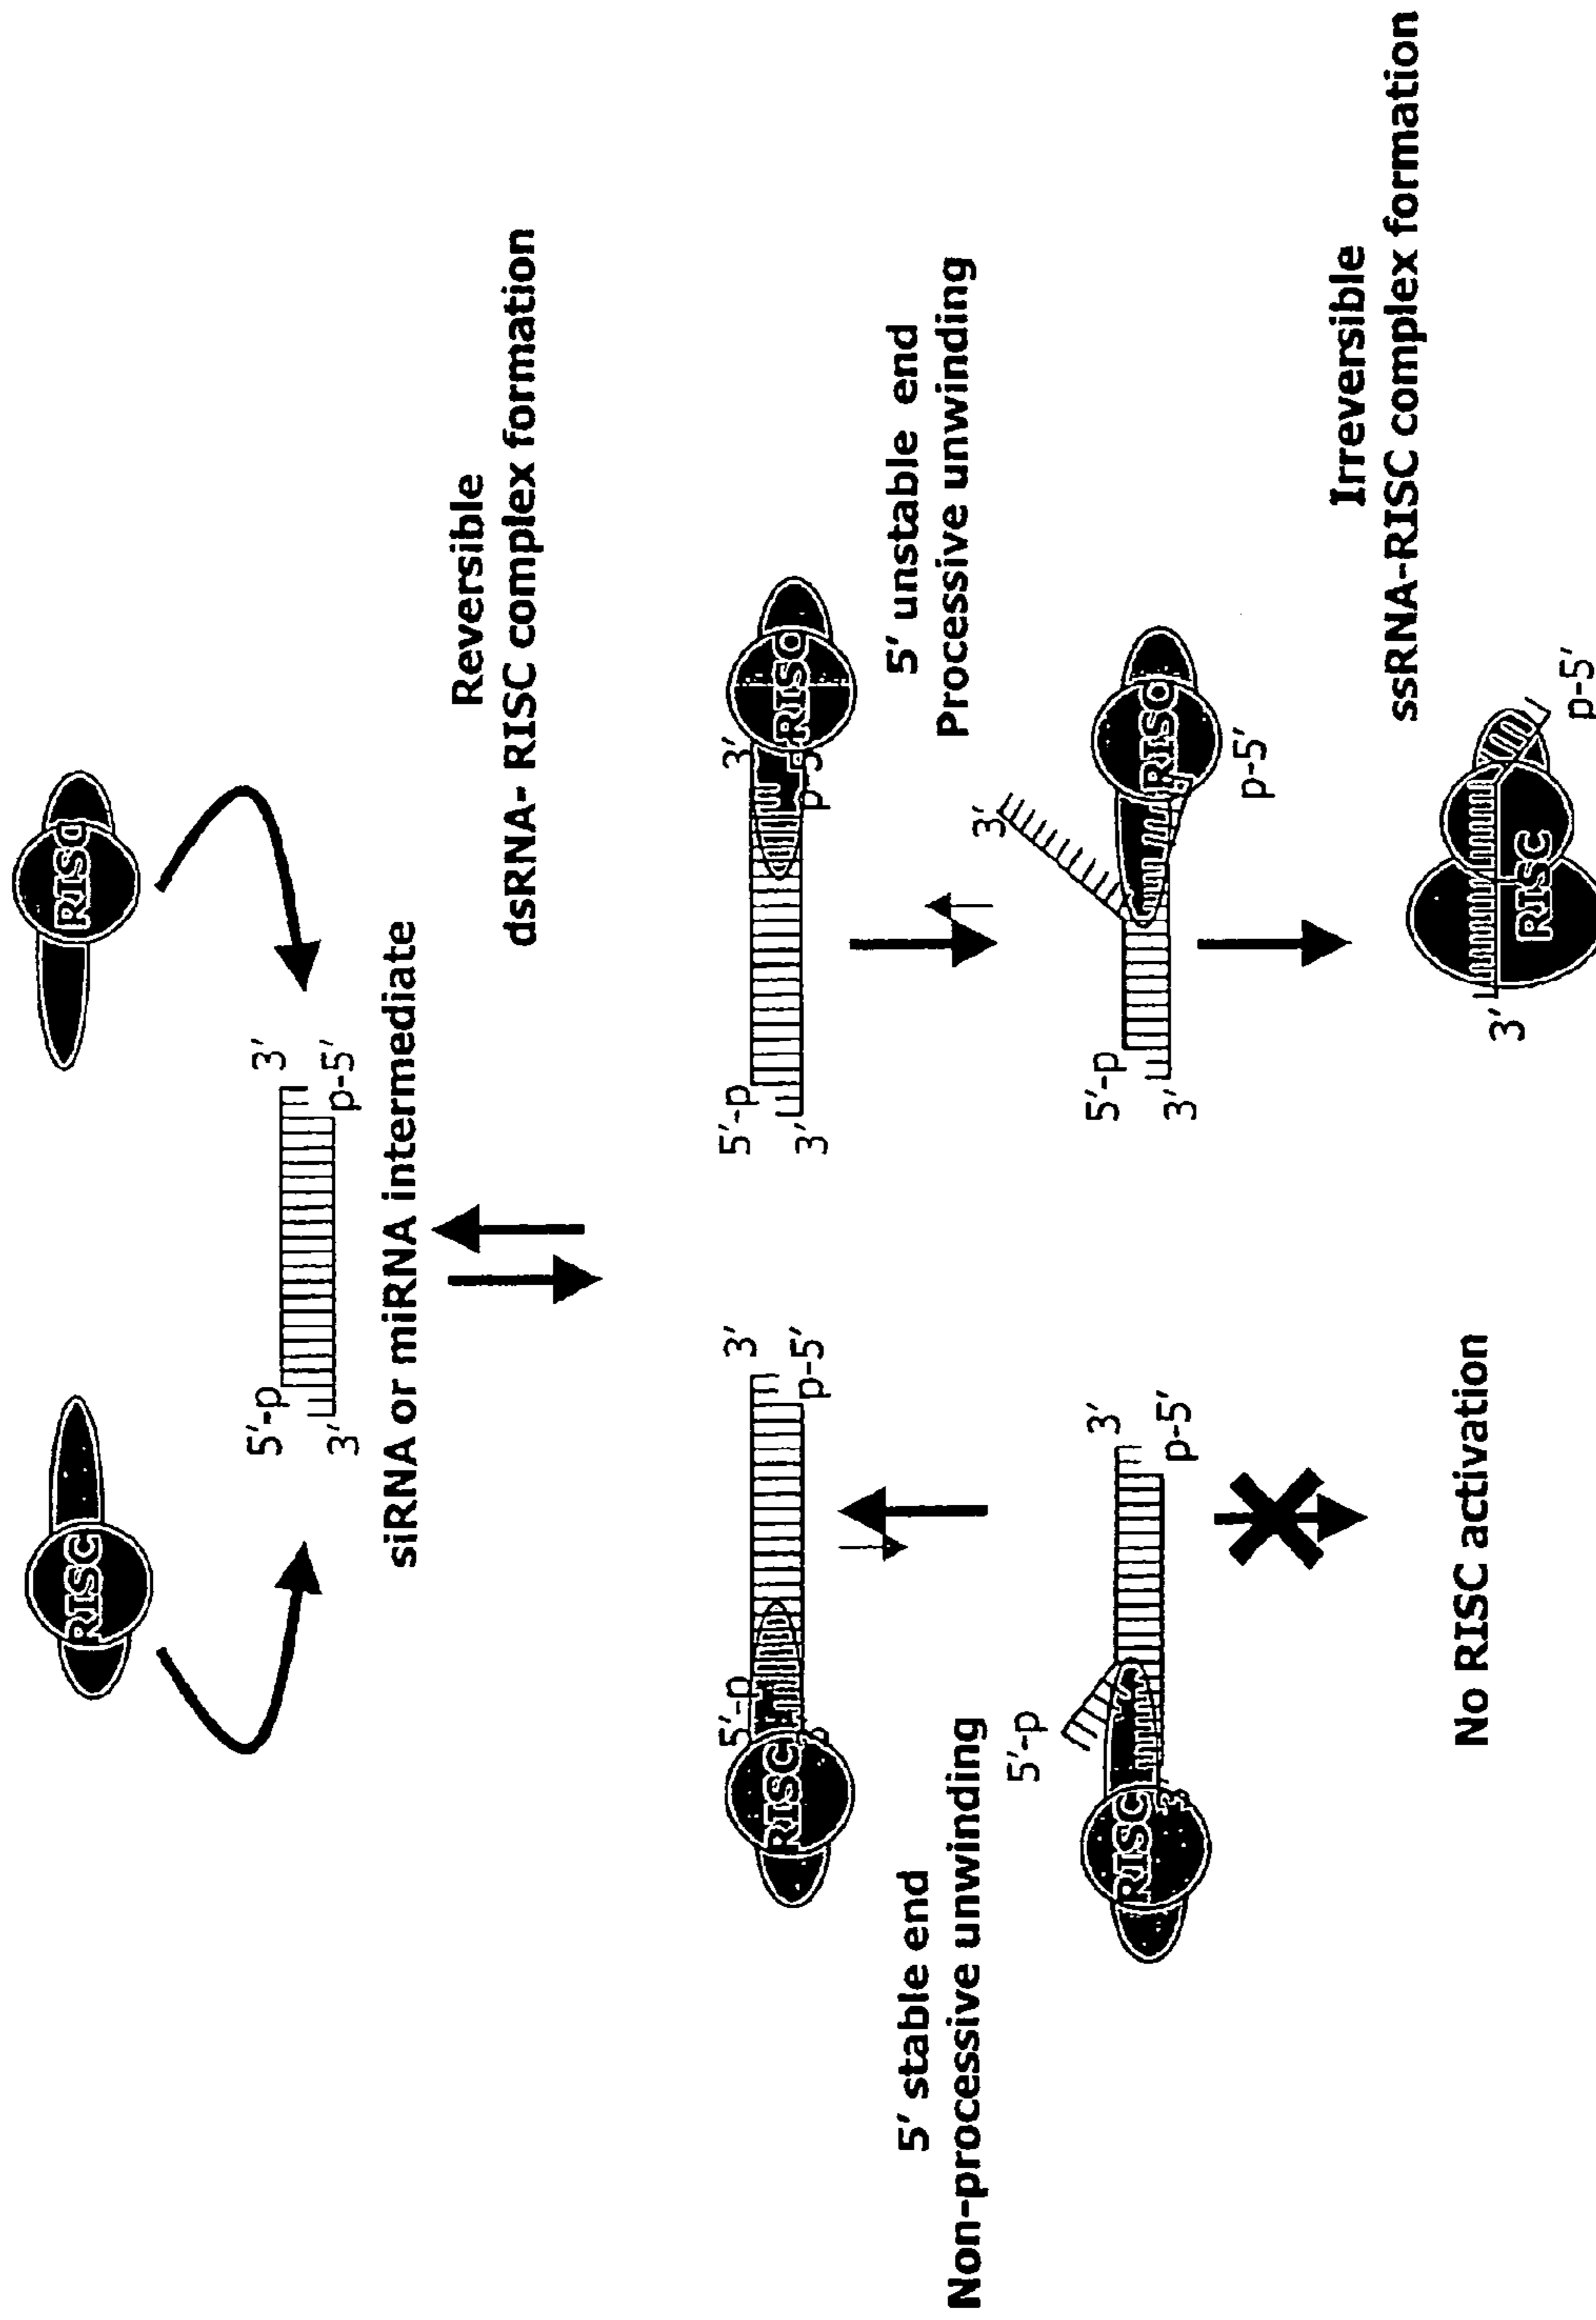 RISC
RISC
5'-p
3'
3'
p-5'
siRNA or miRNA intermediate
Reversible
dsRNA- RISC complex formation
5'-p
3'
RISC
p-5'
5'-p
3'
RISC
3'
p-5'
5' stable end
Non-processive unwinding
5' unstable end
Processive unwinding
5'-p
3'
RISC
p-5'
3'
5'-p
RISC
3'
p-5'
No RISC activation
Irreversible
ssRNA-RISC complex formation
3'
RISC
p-5'